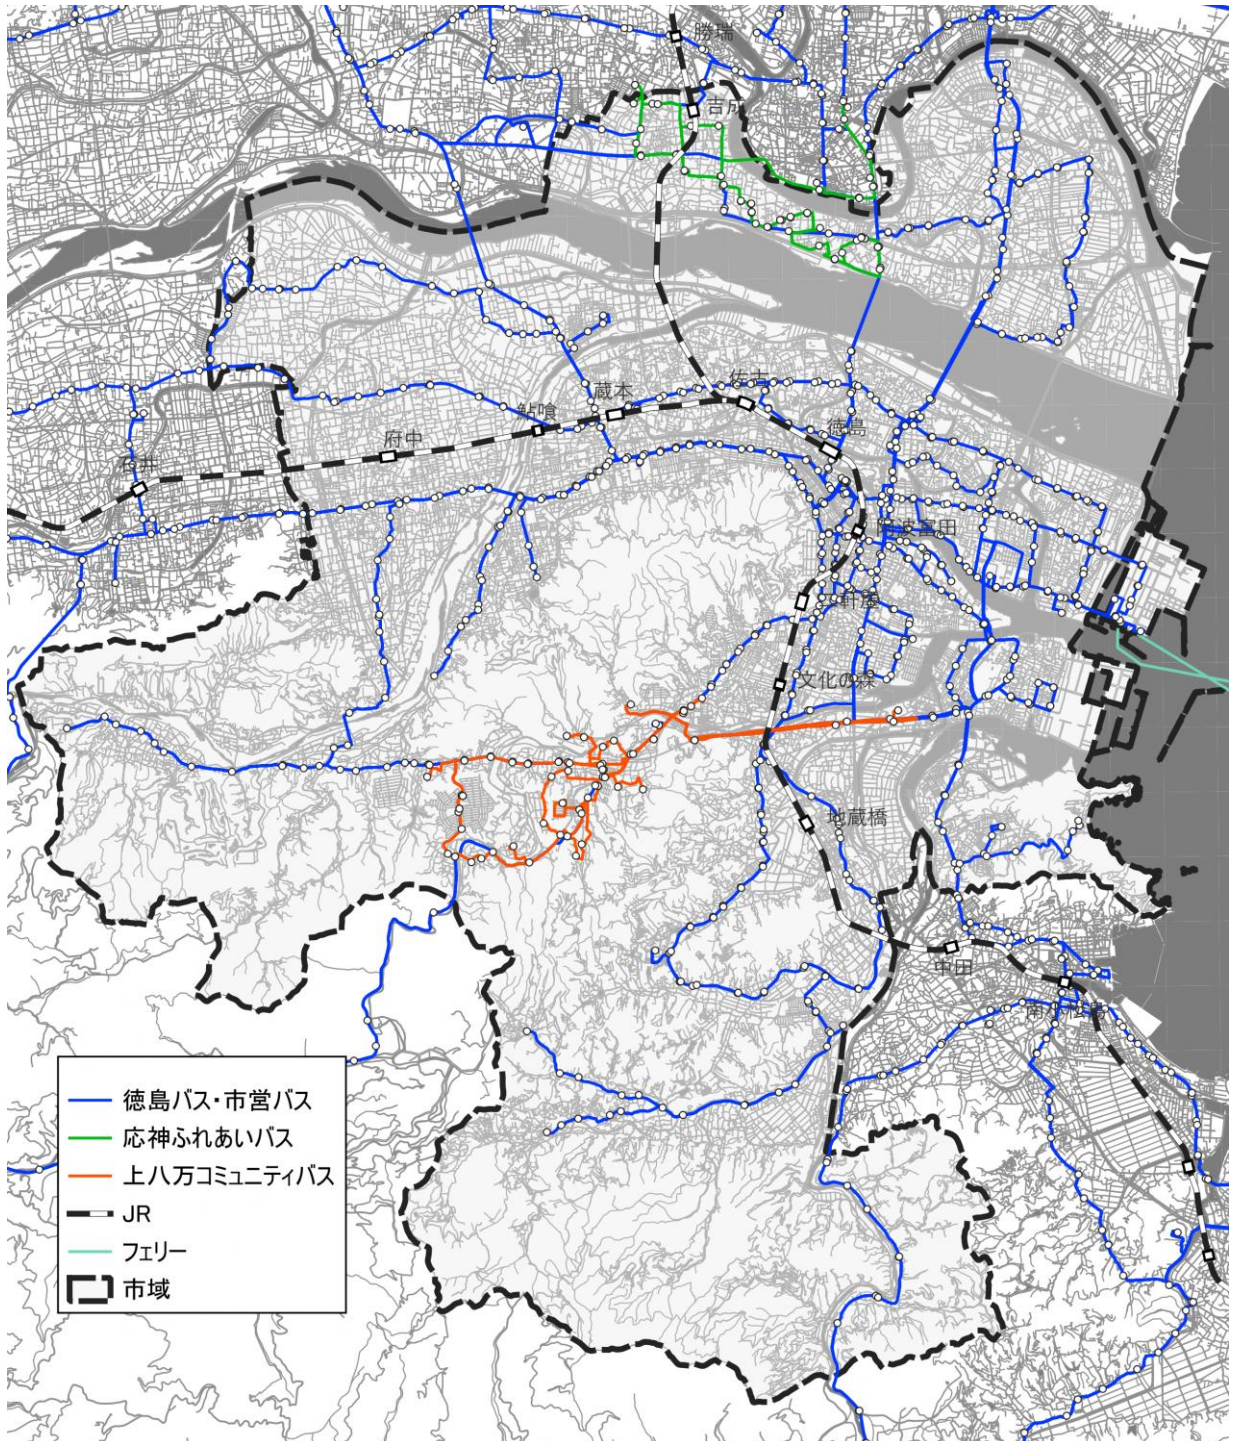 勝瑞
吉成
佐古
蔵本
鮎喰
徳島
府中
石井
阿波富田
二軒屋
文化の森
地蔵橋
中田
南小松島
徳島バス・市営バス
応神ふれあいバス
上八万コミュニティバス
JR
フェリー
市域